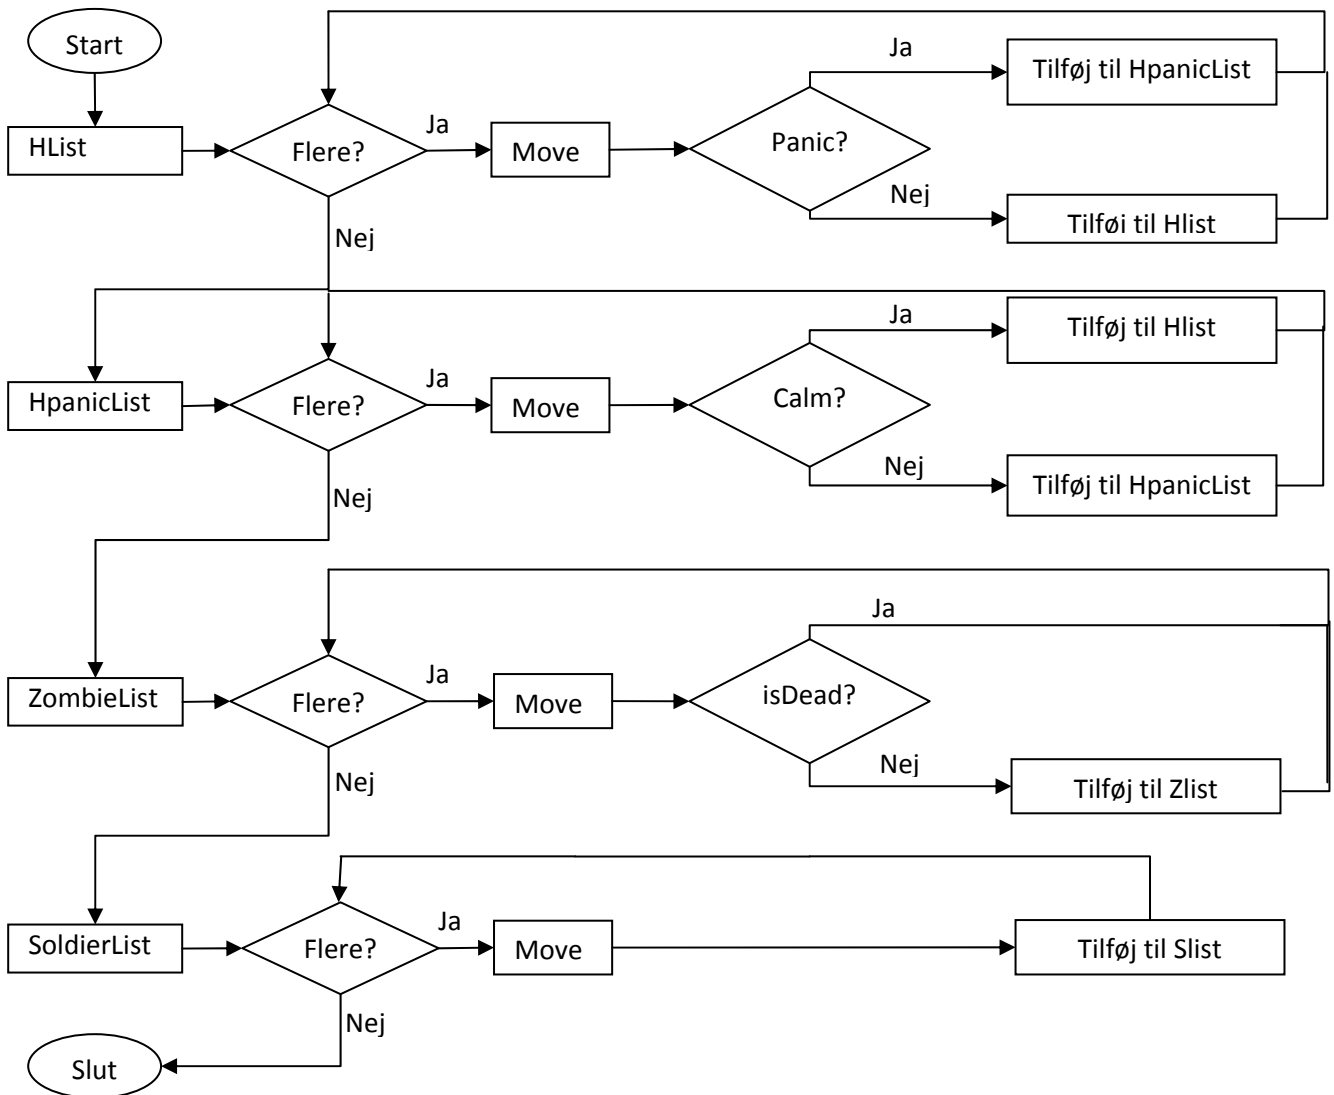 Start
HList
Flere?
Ja
Move
Panic?
Ja
Tilføj til HpanicList
Nej
Tilføi til Hlist
Nej
HpanicList
Flere?
Ja
Move
Calm?
Ja
Tilføj til Hlist
Nej
Tilføj til HpanicList
Nej
ZombieList
Flere?
Ja
Move
isDead?
Ja
Nej
Tilføj til Zlist
Nej
SoldierList
Flere?
Ja
Move
Tilføj til Slist
Nej
Slut